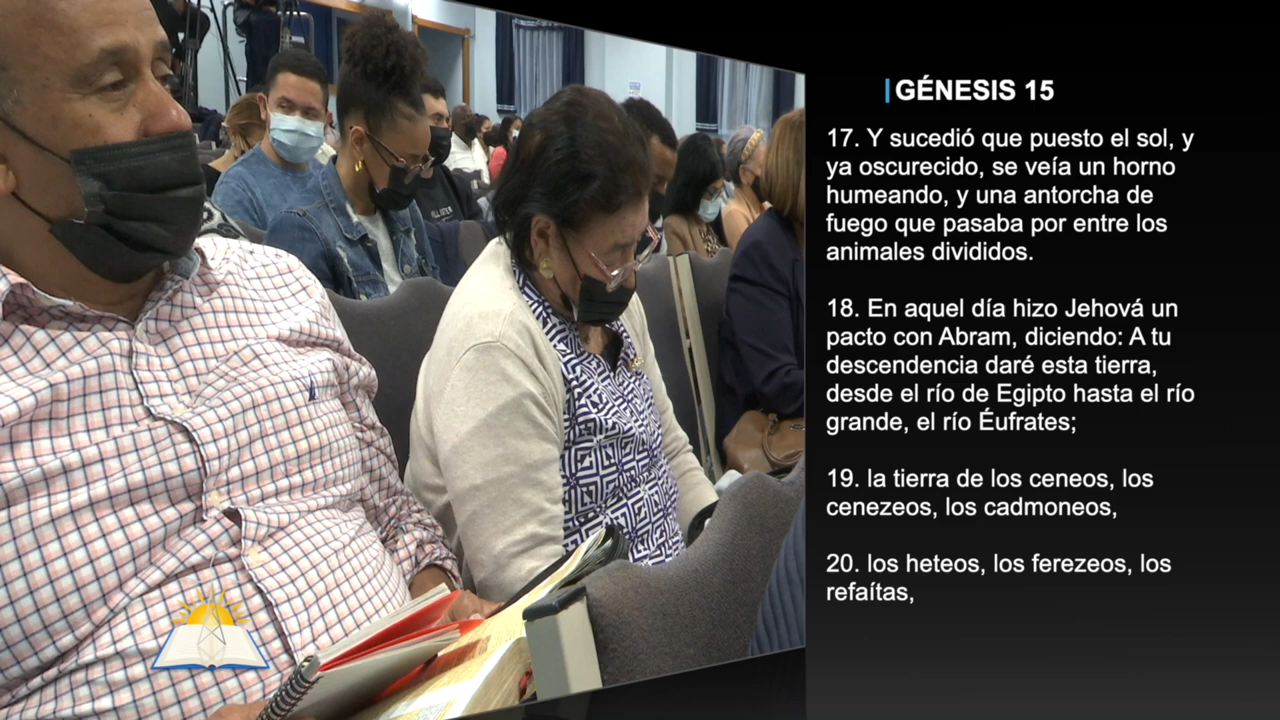 GÉNESIS 15
17. Y sucedió que puesto el sol, y
ya oscurecido, se veía un horno
humeando, y una antorcha de
fuego que pasaba por entre los
animales divididos.
18. En aquel día hizo Jehová un
pacto con Abram, diciendo: A tu
descendencia daré esta tierra,
desde el río de Egipto hasta el río
grande, el río Éufrates;
19. la tierra de los ceneos, los
cenezeos, los cadmoneos,
20. los heteos, los ferezeos, los
refaítas,